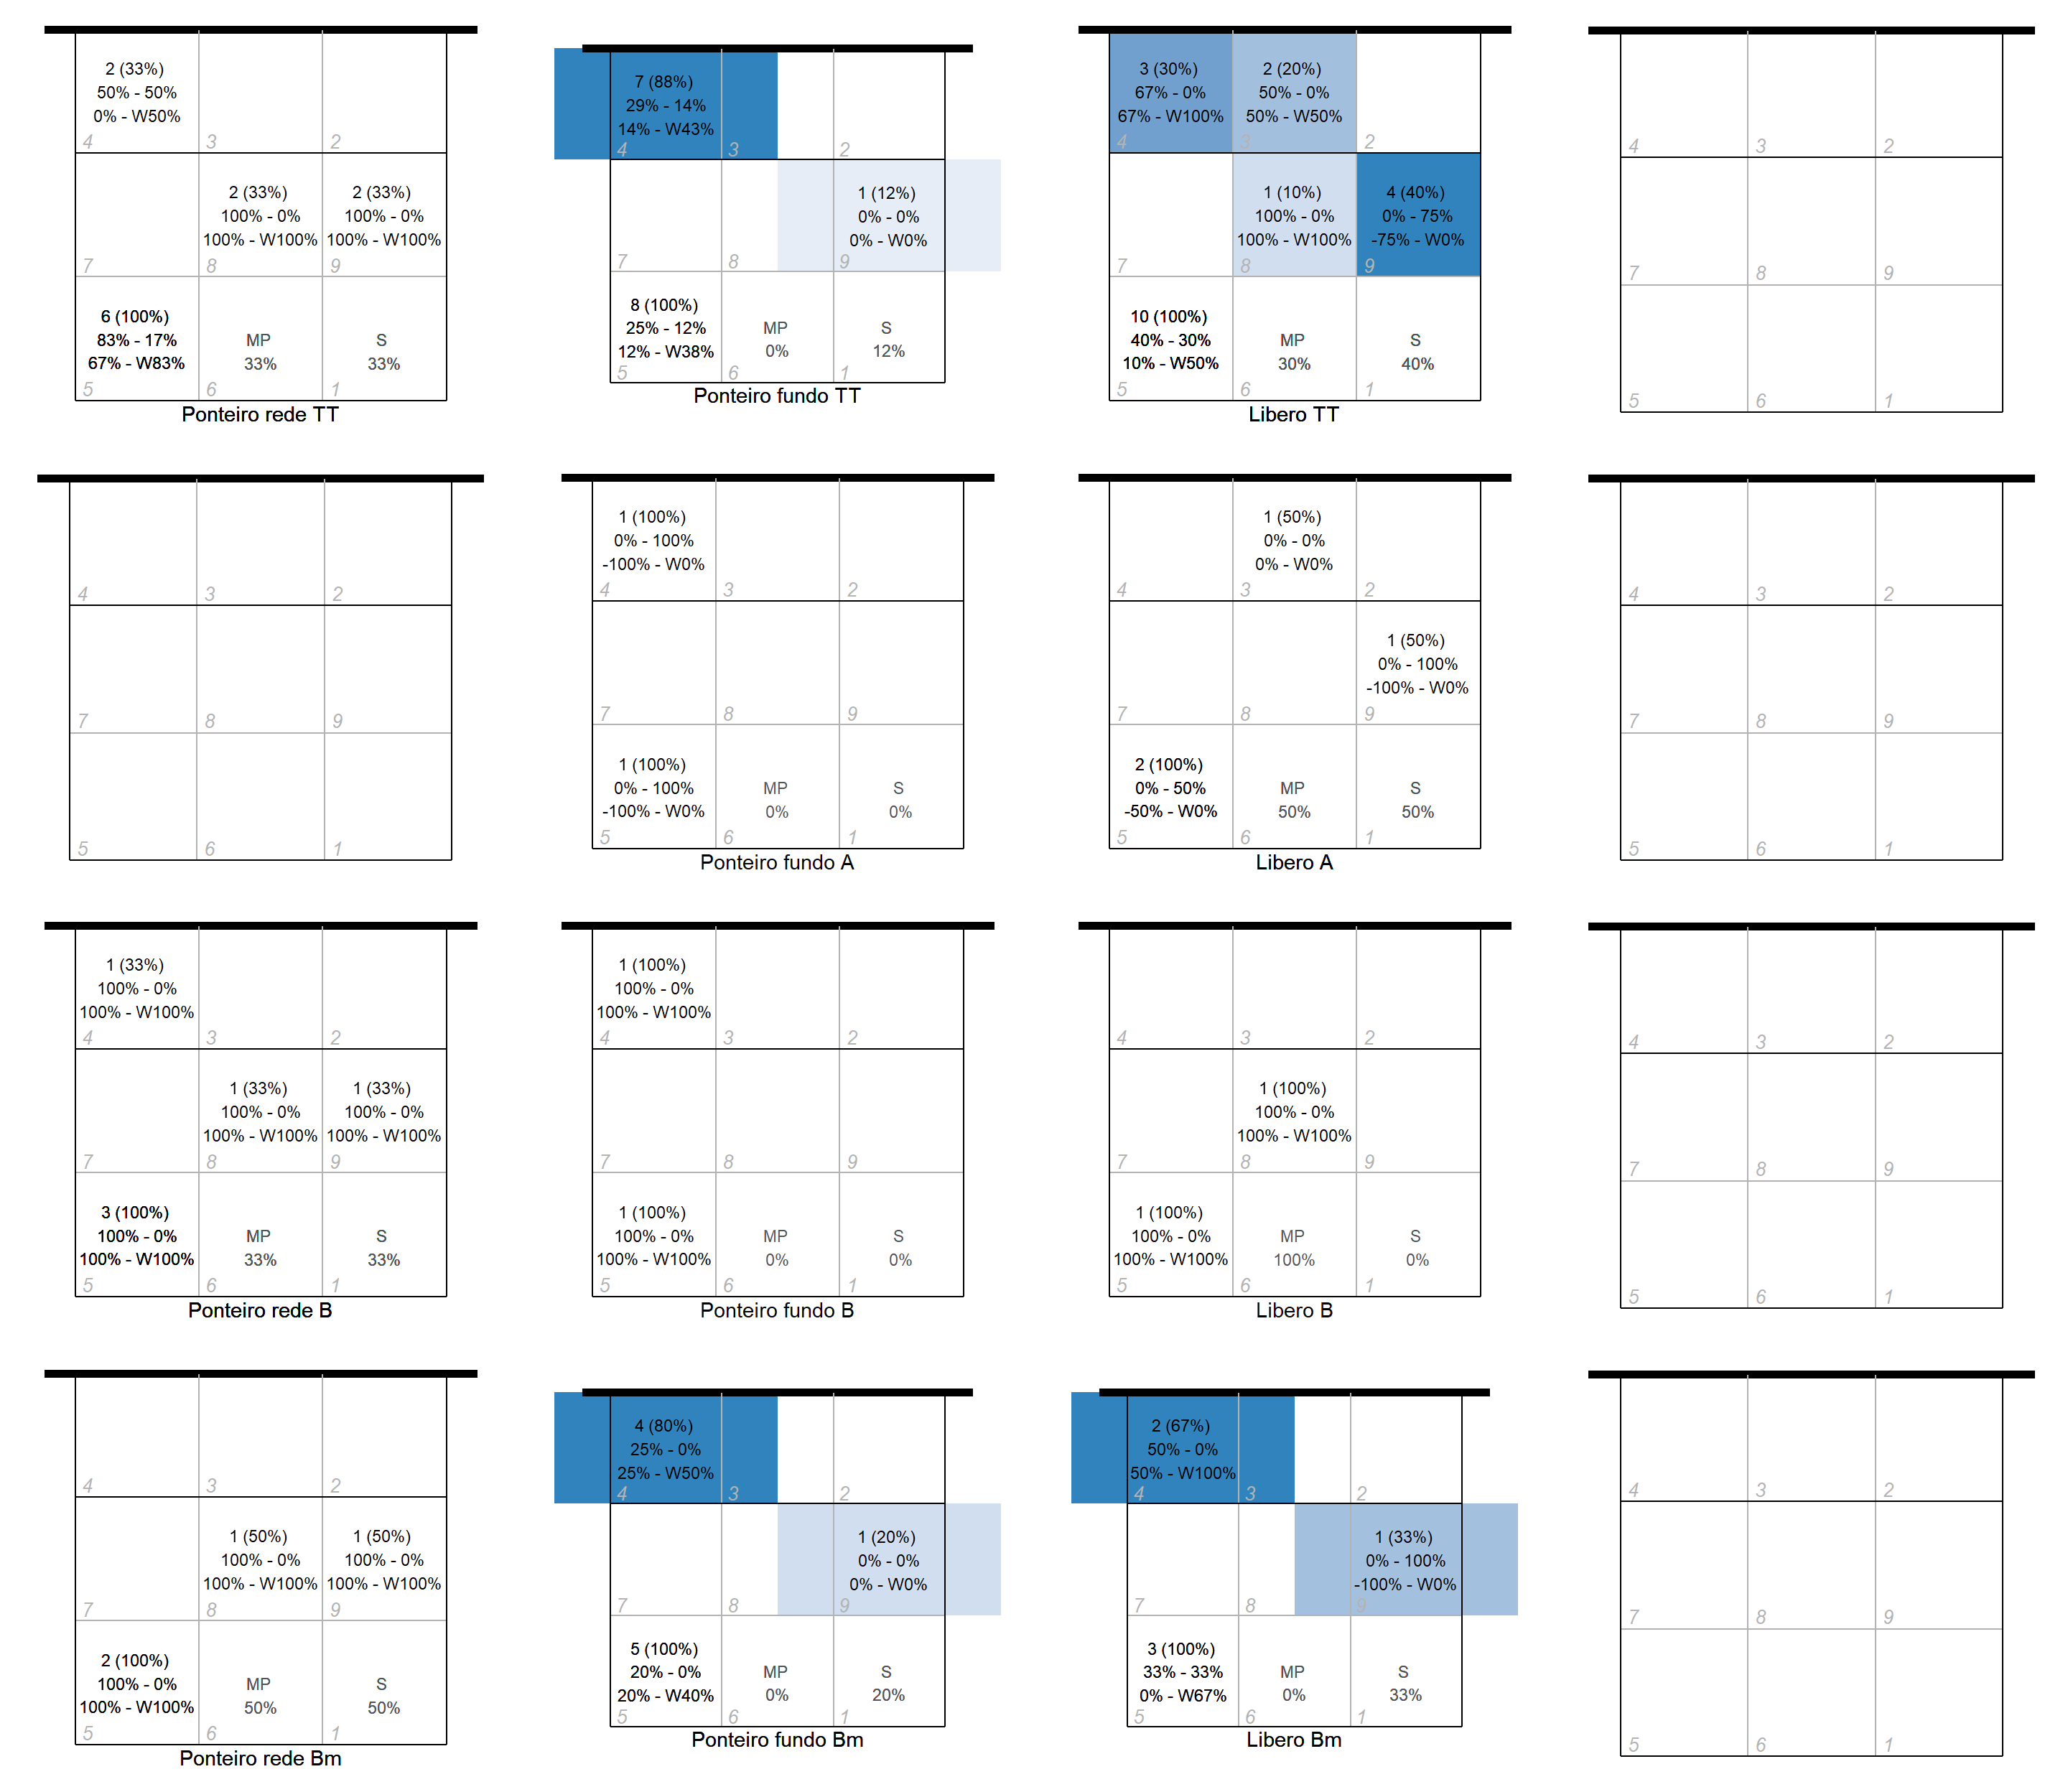 2 (33%)
50% - 50%
0% - W50%
4
3
2
2 (33%)
100% - 0%
100% - W100%
2 (33%)
100% - 0%
100% - W100%
7
8
9
6 (100%)
83% - 17%
67% - W83%
MP
33%
S
33%
5
6
1
Ponteiro rede TT
7 (88%)
29% - 14%
14% - W43%
4
3
2
1 (12%)
0% - 0%
0% - W0%
7
8
9
8 (100%)
25% - 12%
12% - W38%
MP
0%
S
12%
5
6
1
Ponteiro fundo TT
3 (30%)
67% - 0%
67% - W100%
2 (20%)
50% - 0%
50% - W50%
4
3
2
1 (10%)
100% - 0%
100% - W100%
4 (40%)
0% - 75%
-75% - W0%
7
8
9
10 (100%)
40% - 30%
10% - W50%
MP
30%
S
40%
5
6
1
Libero TT
4
3
2
7
8
9
5
6
1
4
3
2
7
8
9
5
6
1
1 (100%)
0% - 100%
-100% - W0%
4
3
2
7
8
9
1 (100%)
0% - 100%
-100% - W0%
MP
0%
S
0%
5
6
1
Ponteiro fundo A
1 (50%)
0% - 0%
0% - W0%
4
3
2
1 (50%)
0% - 100%
-100% - W0%
7
8
9
2 (100%)
0% - 50%
-50% - W0%
MP
50%
S
50%
5
6
1
Libero A
4
3
2
7
8
9
5
6
1
1 (33%)
100% - 0%
100% - W100%
4
3
2
1 (33%)
100% - 0%
100% - W100%
1 (33%)
100% - 0%
100% - W100%
7
8
9
3 (100%)
100% - 0%
100% - W100%
MP
33%
S
33%
5
6
1
Ponteiro rede B
1 (100%)
100% - 0%
100% - W100%
4
3
2
7
8
9
1 (100%)
100% - 0%
100% - W100%
MP
0%
S
0%
5
6
1
Ponteiro fundo B
4
3
2
1 (100%)
100% - 0%
100% - W100%
7
8
9
1 (100%)
100% - 0%
100% - W100%
MP
100%
S
0%
5
6
1
Libero B
4
3
2
7
8
9
5
6
1
4
3
2
1 (50%)
100% - 0%
100% - W100%
1 (50%)
100% - 0%
100% - W100%
7
8
9
2 (100%)
100% - 0%
100% - W100%
MP
50%
S
50%
5
6
1
Ponteiro rede Bm
4 (80%)
25% - 0%
25% - W50%
4
3
2
1 (20%)
0% - 0%
0% - W0%
7
8
9
5 (100%)
20% - 0%
20% - W40%
MP
0%
S
20%
5
6
1
Ponteiro fundo Bm
2 (67%)
50% - 0%
50% - W100%
4
3
2
1 (33%)
0% - 100%
-100% - W0%
7
8
9
3 (100%)
33% - 33%
0% - W67%
MP
0%
S
33%
5
6
1
Libero Bm
4
3
2
7
8
9
5
6
1